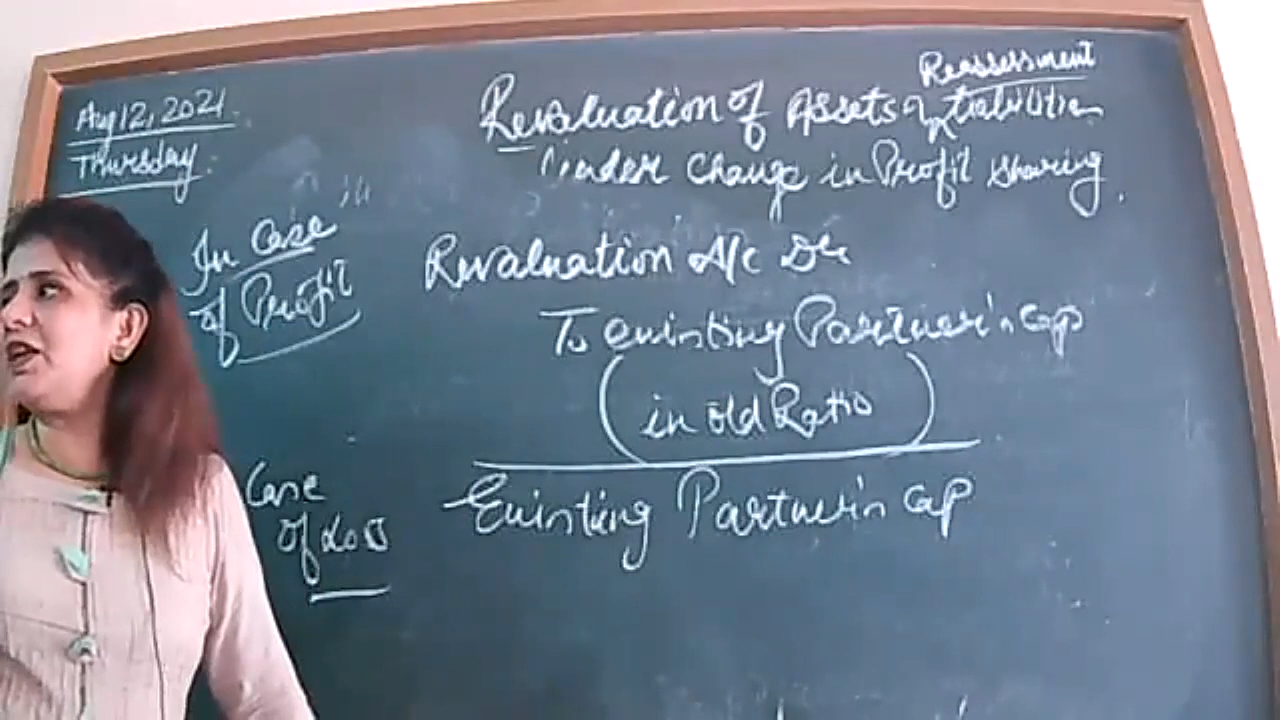 Aug 12, 2021
Thursday
Reassessment
Revaluation of Assets & Liabilities
Under Change in Profit Sharing
In Case
of Profit
Revaluation A/c Dr
To existing Partner's Cap
(in old Ratio)
Case
of Loss
Existing Partner's Cap